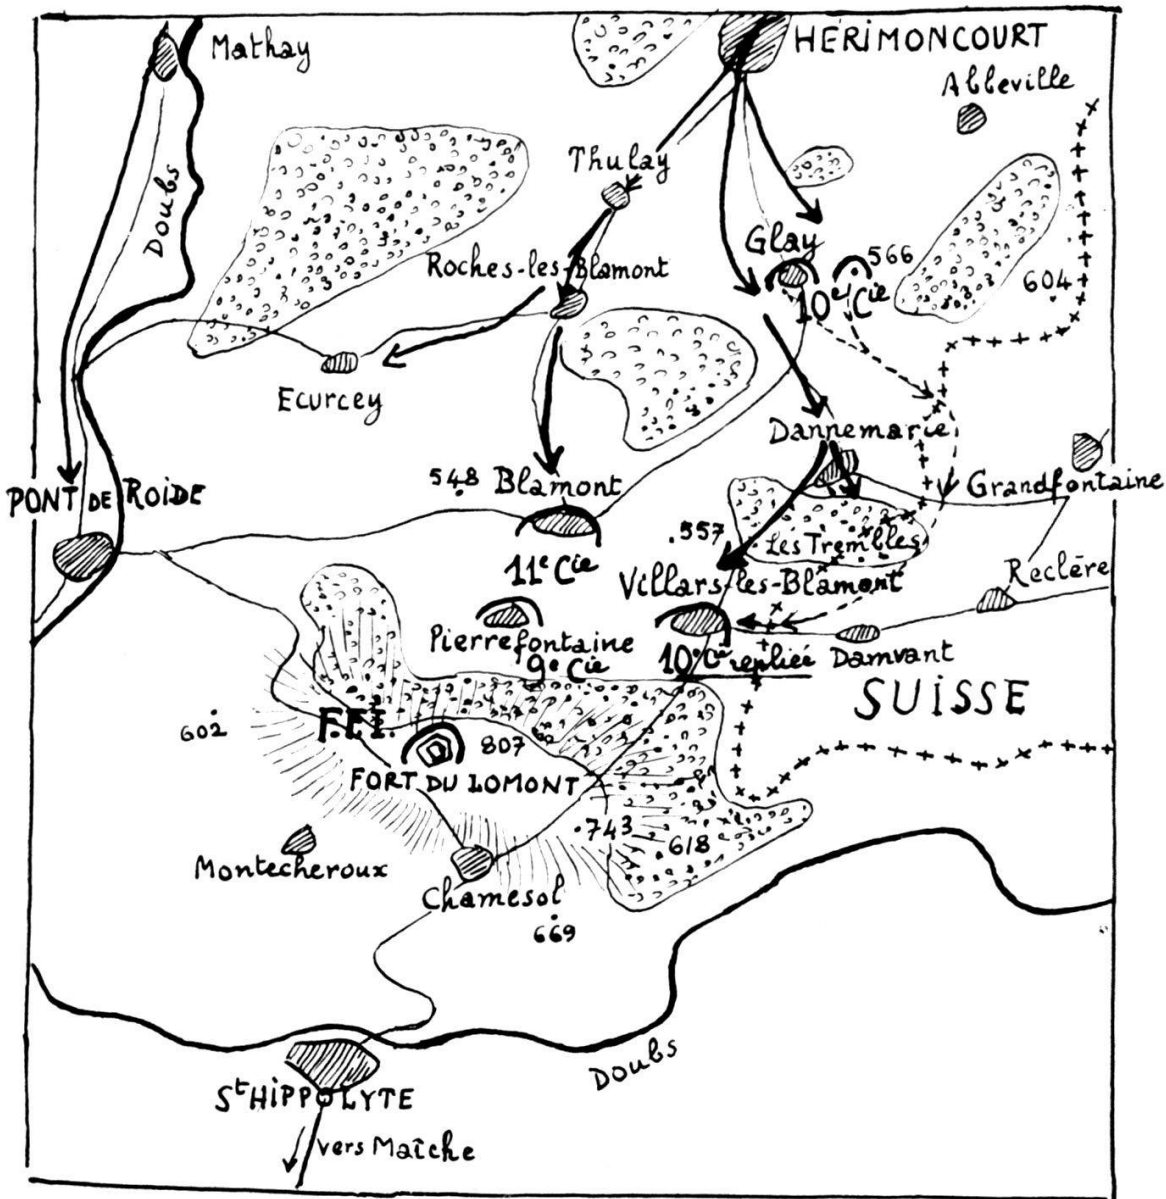 Mathay
HÉRIMONCOURT
Abbeville
Thulay
Doubs
Glay
566
Roches-les-Blamont
604
10e Cie
Ecurcey
Dannemarie
548
Blamont
Grandfontaine
PONT DE ROIDE
.557
Les Trembles
11e Cie
Villars-les-Blamont
Reclère
Pierrefontaine
9e Cie
10e Cie repliée
Damvant
SUISSE
602
F.F.I.
807
FORT DU LOMONT
.743
618
Montecheroux
Chamesol
669
Doubs
St HIPPOLYTE
vers Maîche